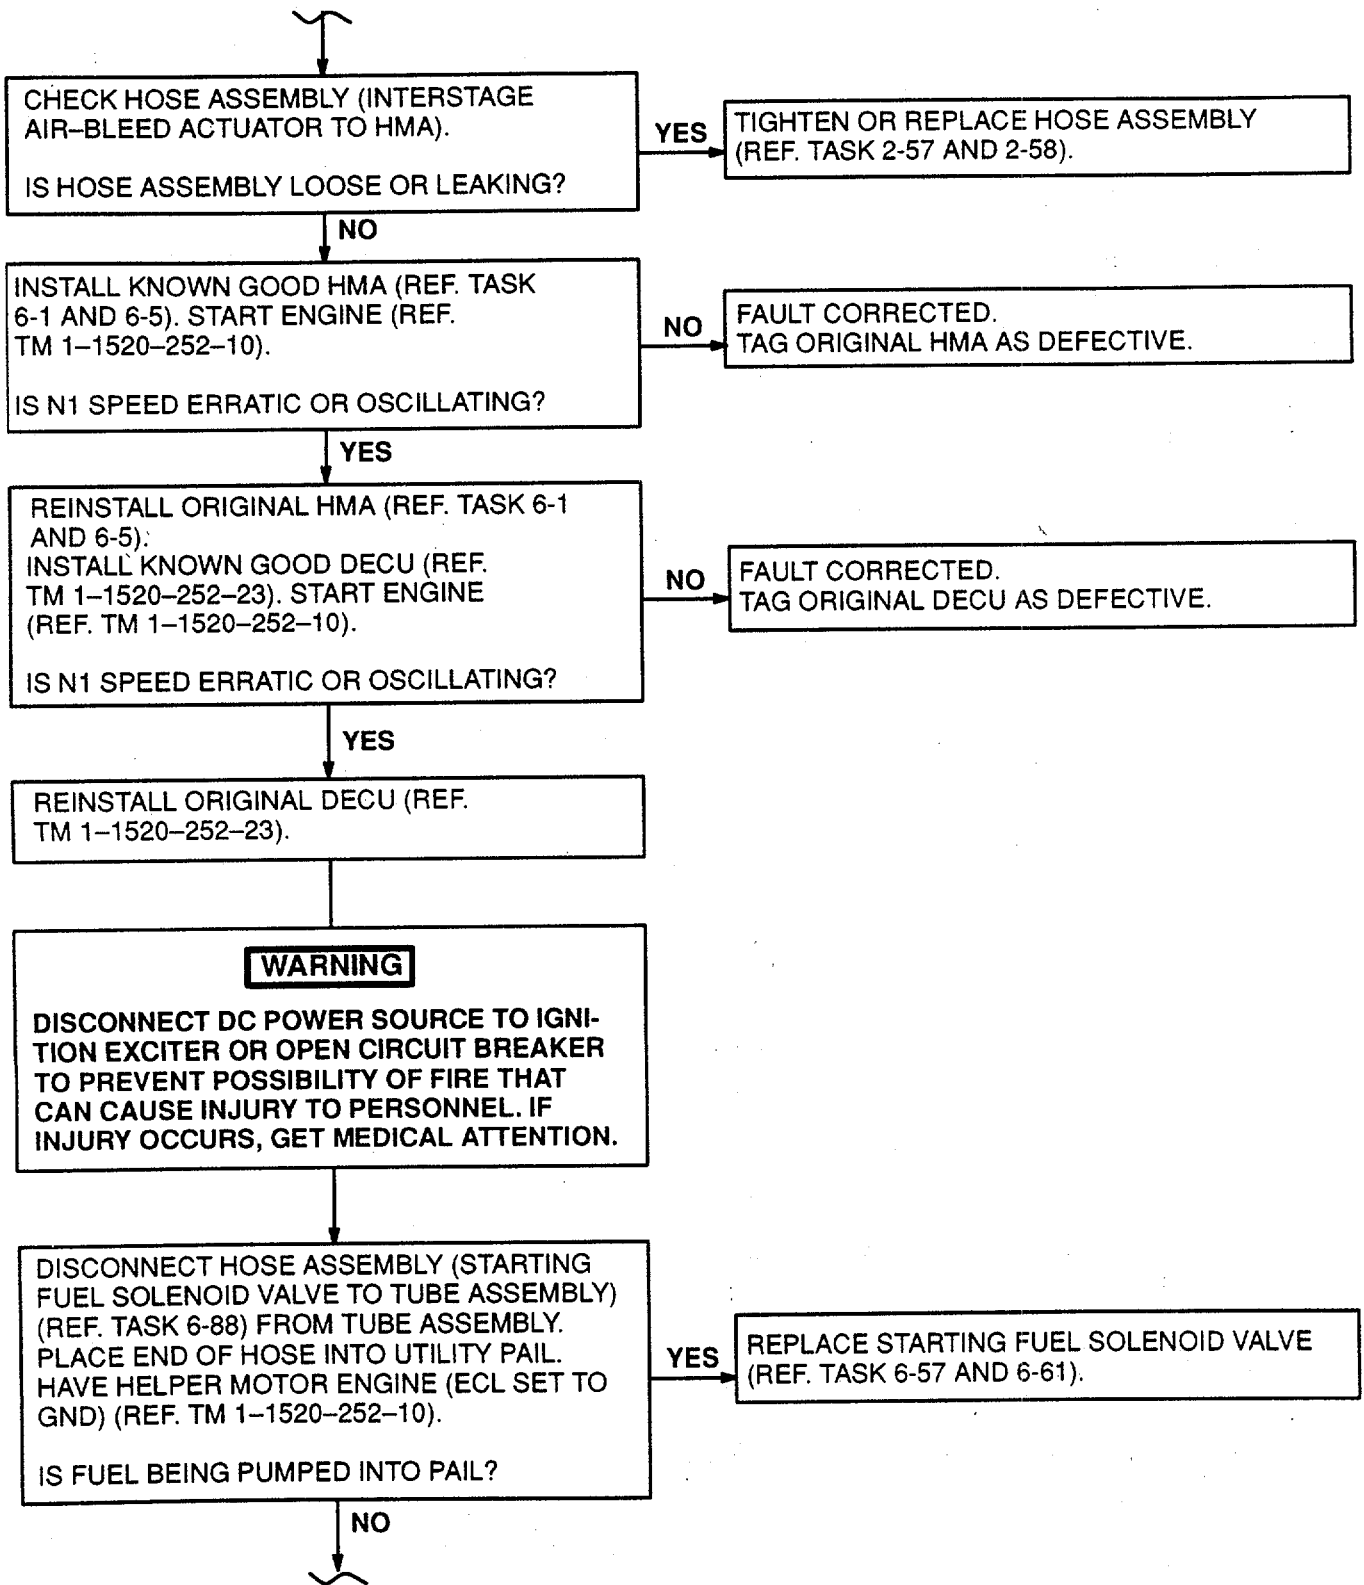 CHECK HOSE ASSEMBLY (INTERSTAGE
AIR–BLEED ACTUATOR TO HMA).
IS HOSE ASSEMBLY LOOSE OR LEAKING?
YES
TIGHTEN OR REPLACE HOSE ASSEMBLY
(REF. TASK 2-57 AND 2-58).
NO
INSTALL KNOWN GOOD HMA (REF. TASK
6-1 AND 6-5). START ENGINE (REF.
TM 1–1520–252–10).
IS N1 SPEED ERRATIC OR OSCILLATING?
NO
FAULT CORRECTED.
TAG ORIGINAL HMA AS DEFECTIVE.
YES
REINSTALL ORIGINAL HMA (REF. TASK 6-1
AND 6-5).
INSTALL KNOWN GOOD DECU (REF.
TM 1–1520–252–23). START ENGINE
(REF. TM 1–1520–252–10).
IS N1 SPEED ERRATIC OR OSCILLATING?
NO
FAULT CORRECTED.
TAG ORIGINAL DECU AS DEFECTIVE.
YES
REINSTALL ORIGINAL DECU (REF.
TM 1–1520–252–23).
WARNING
DISCONNECT DC POWER SOURCE TO IGNI-
TION EXCITER OR OPEN CIRCUIT BREAKER
TO PREVENT POSSIBILITY OF FIRE THAT
CAN CAUSE INJURY TO PERSONNEL. IF
INJURY OCCURS, GET MEDICAL ATTENTION.
DISCONNECT HOSE ASSEMBLY (STARTING
FUEL SOLENOID VALVE TO TUBE ASSEMBLY)
(REF. TASK 6-88) FROM TUBE ASSEMBLY.
PLACE END OF HOSE INTO UTILITY PAIL.
HAVE HELPER MOTOR ENGINE (ECL SET TO
GND) (REF. TM 1–1520–252–10).
IS FUEL BEING PUMPED INTO PAIL?
YES
REPLACE STARTING FUEL SOLENOID VALVE
(REF. TASK 6-57 AND 6-61).
NO